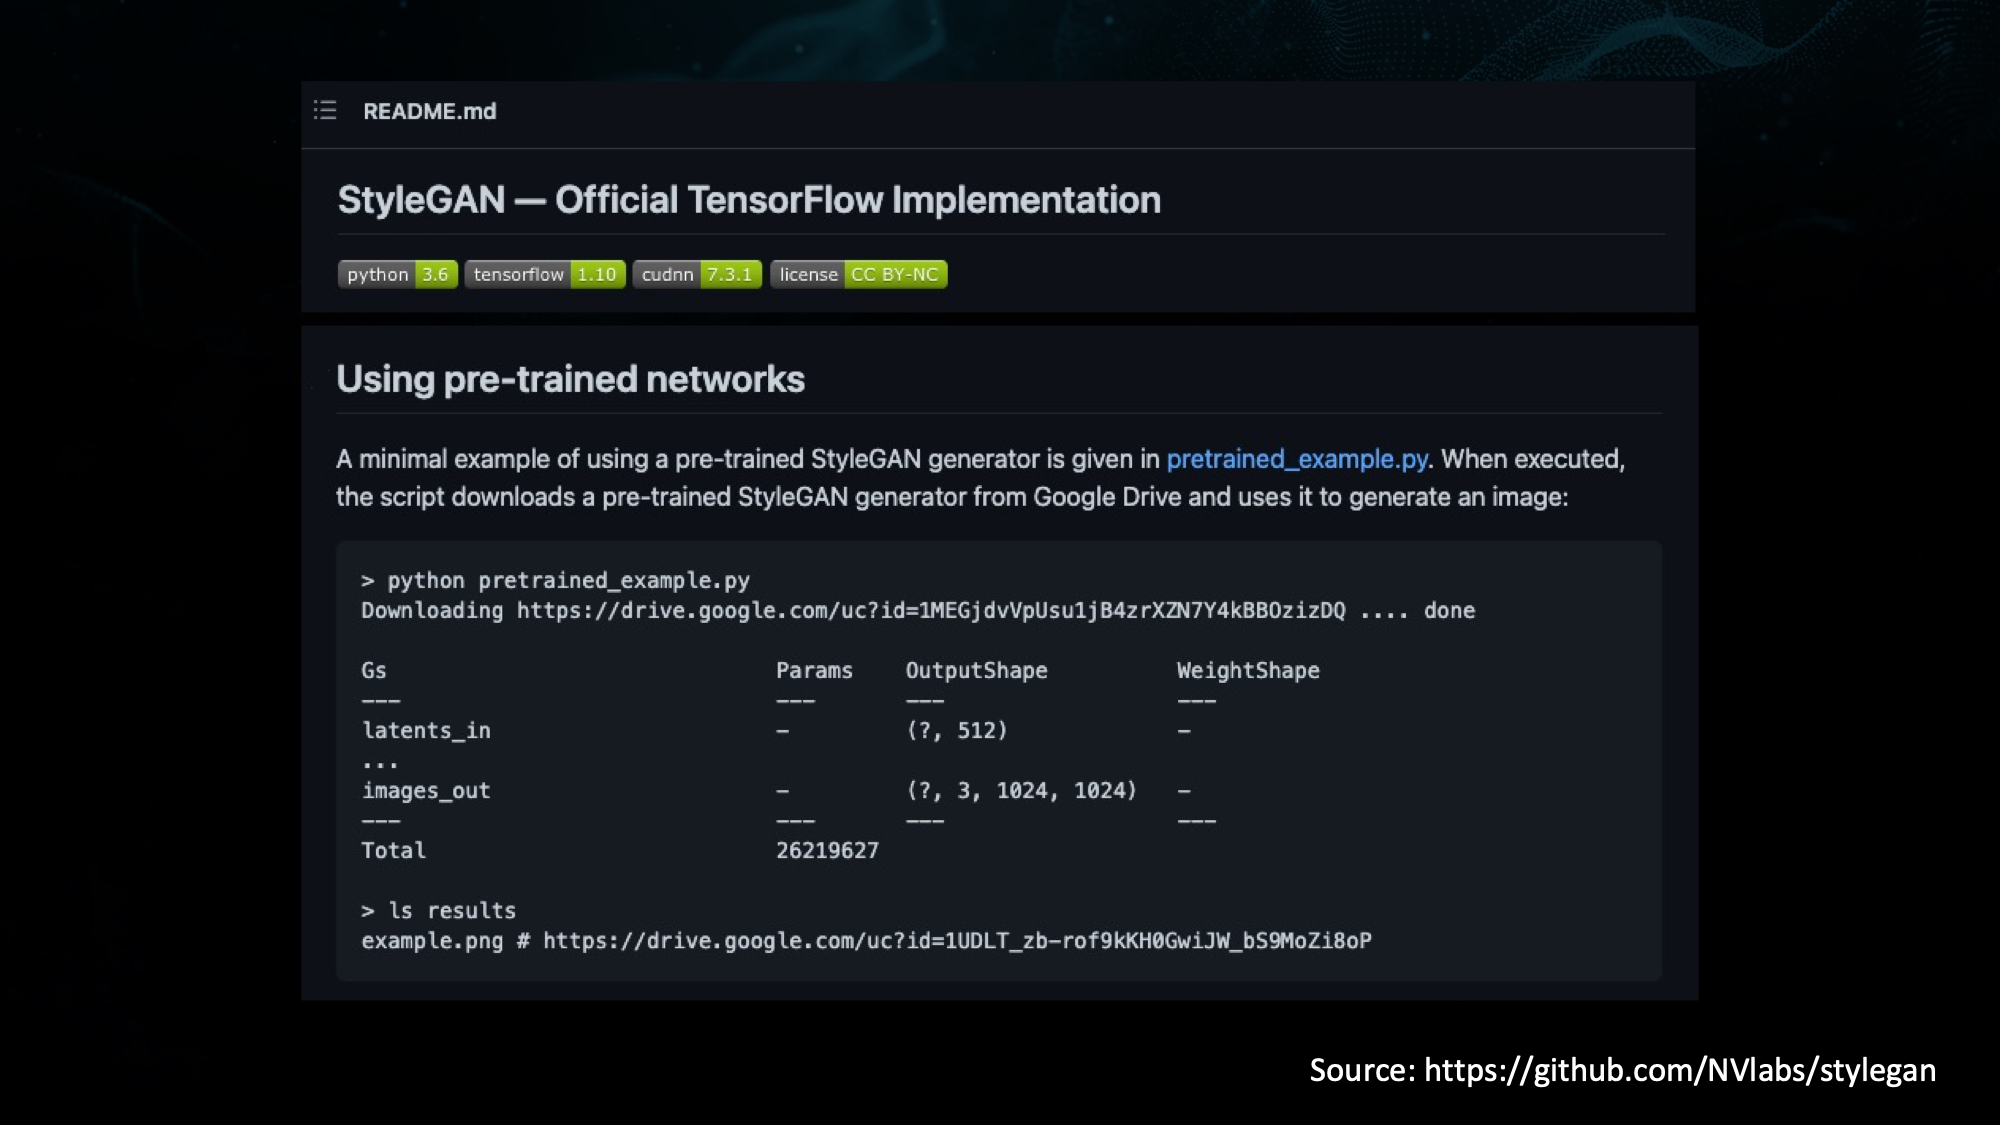 README.md
StyleGAN — Official TensorFlow Implementation
python 3.6 tensorflow 1.10 cudnn 7.3.1 license CC BY-NC
Using pre-trained networks
A minimal example of using a pre-trained StyleGAN generator is given in pretrained_example.py. When executed,
the script downloads a pre-trained StyleGAN generator from Google Drive and uses it to generate an image:
> python pretrained_example.py
Downloading https://drive.google.com/uc?id=1MEGjdvVpUsu1jB4zrXZN7Y4kBBOzizDQ .... done
Gs Params OutputShape WeightShape
--- --- --- ---
latents_in - (?, 512) -
...
images_out - (?, 3, 1024, 1024) -
--- --- --- ---
Total 26219627
> ls results
example.png # https://drive.google.com/uc?id=1UDLT_zb-rof9kKH0GwiJW_bS9MoZi8oP
Source: https://github.com/NVlabs/stylegan